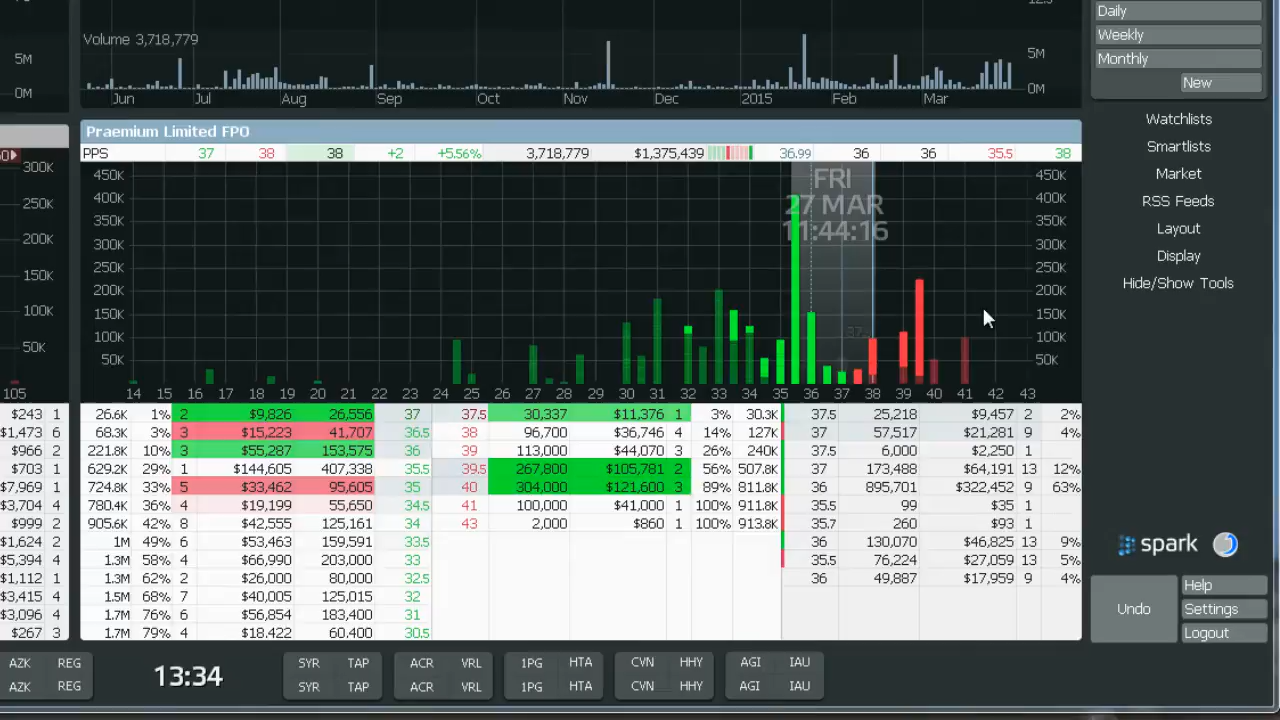 12.5
5M
0M
Volume 3,718,779
5M
0M
Jun Jul Aug Sep Oct Nov Dec 2015 Feb Mar
Daily
Weekly
Monthly
New
Watchlists
Smartlists
Market
RSS Feeds
Layout
Display
Hide/Show Tools
Praemium Limited FPO
PPS 37 38 38 +2 +5.56% 3,718,779 $1,375,439 36.99 36 36 35.5 38
300K
250K
200K
150K
100K
50K
105
450K 450K
400K 400K
350K 350K
300K 300K
250K 250K
200K 200K
150K 150K
100K 100K
50K 50K
FRI
27 MAR
11:44:16
14 15 16 17 18 19 20 21 22 23 24 25 26 27 28 29 30 31 32 33 34 35 36 37 38 39 40 41 42 43
$243 1 26.6K 1% 2 $9,826 26,556 37 37.5 30,337 $11,376 1 3% 30.3K 37.5 25,218 $9,457 2 2%
$1,473 6 68.3K 3% 3 $15,223 41,707 36.5 38 96,700 $36,746 4 14% 127K 37 57,517 $21,281 9 4%
$966 2 221.8K 10% 3 $55,287 153,575 36 39 113,000 $44,070 3 26% 240K 37.5 6,000 $2,250 1
$703 1 629.2K 29% 1 $144,605 407,338 35.5 39.5 267,800 $105,781 2 56% 507.8K 37 173,488 $64,191 13 12%
$7,969 1 724.8K 33% 5 $33,462 95,605 35 40 304,000 $121,600 3 89% 811.8K 36 895,701 $322,452 9 63%
$3,704 4 780.4K 36% 4 $19,199 55,650 34.5 41 100,000 $41,000 1 100% 911.8K 35.5 99 $35 1
$999 2 905.6K 42% 8 $42,555 125,161 34 43 2,000 $860 1 100% 913.8K 35.7 260 $93 1
$1,624 2 1M 49% 6 $53,463 159,591 33.5 36 130,070 $46,825 13 9%
$5,394 4 1.3M 58% 4 $66,990 203,000 33 35.5 76,224 $27,059 13 5%
$1,112 1 1.3M 62% 2 $26,000 80,000 32.5 36 49,887 $17,959 9 4%
$3,415 4 1.5M 68% 7 $40,005 125,015 32
$3,096 4 1.7M 76% 6 $56,854 183,400 31
$267 3 1.7M 79% 4 $18,422 60,400 30.5
spark
Undo
Help
Settings
Logout
AZK REG 13:34 SYR TAP ACR VRL 1PG HTA CVN HHY AGI IAU
AZK REG SYR TAP ACR VRL 1PG HTA CVN HHY AGI IAU